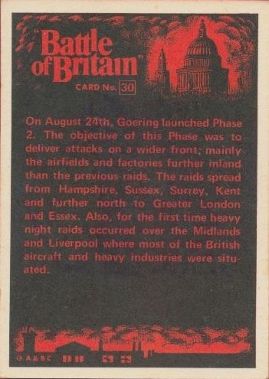 "Battle
of Britain"
CARD No. 30
On August 24th, Goering launched Phase
2. The objective of this Phase was to
deliver attacks on a wider front; mainly
the airfields and factories further inland
than the previous raids. The raids spread
from Hampshire, Sussex, Surrey, Kent
and further north to Greater London
and Essex. Also, for the first time heavy
night raids occurred over the Midlands
and Liverpool where most of the British
aircraft and heavy industries were situ-
ated.
© A&BC